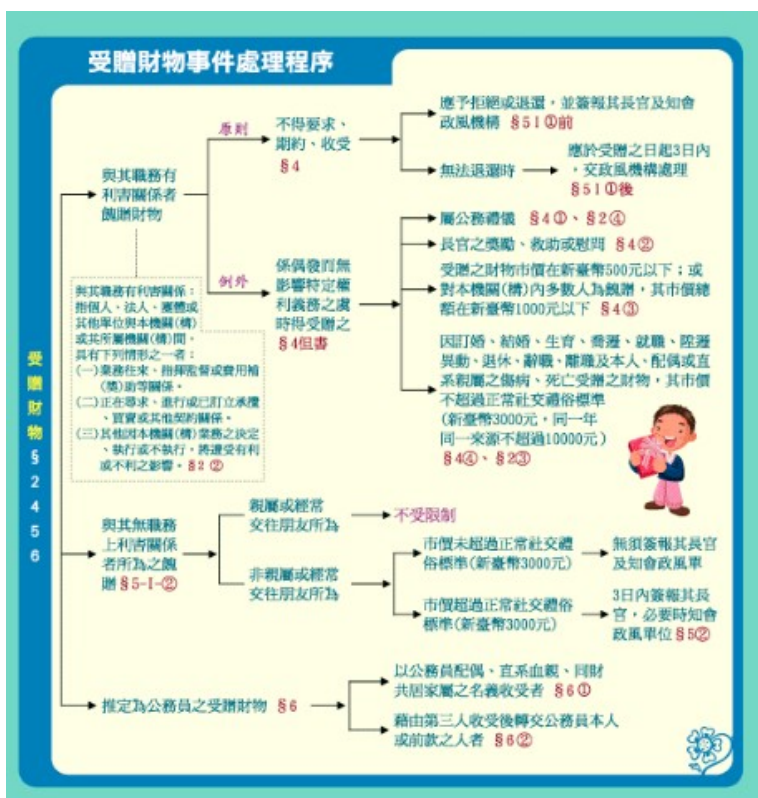 受贈財物事件處理程序
受贈財物§2456
與其職務有
利害關係者
餽贈財物
原則
不得要求、
期約、收受
§4
應予拒絕或退還，並簽報其長官及知會
政風機構 §5I①前
無法退還時
應於受贈之日起3日內
，交政風機構處理
§5I①後
例外
係偶發而無
影響特定權
利義務之虞
時得受贈之
§4但書
屬公務禮儀 §4①、§2④
長官之獎勵、救助或慰問 §4②
受贈之財物市價在新臺幣500元以下；或
對本機關(構)內多數人為餽贈，其市價總
額在新臺幣1000元以下 §4③
因訂婚、結婚、生育、喬遷、就職、陞遷
異動、退休、辭職、離職及本人、配偶或直
系親屬之傷病、死亡受贈之財物，其市價
不超過正常社交禮俗標準
(新臺幣3000元，同一年
同一來源不超過10000元)
§4④、§2③
與其職務有利害關係：
指個人、法人、團體或
其他單位與本機關(構)
或其所屬機關(構)間，
具有下列情形之一者：
(一)業務往來、指揮監督或費用補
(獎)助等關係。
(二)正在尋求、進行或已訂立承攬
、買賣或其他契約關係。
(三)其他因本機關(構)業務之決定
、執行或不執行，將遭受有利
或不利之影響。§2 ②
與其無職務
上利害關係
者所為之餽
贈§5-I-②
親屬或經常
交往朋友所為
不受限制
非親屬或經常
交往朋友所為
市價未超過正常社交禮
俗標準(新臺幣3000元)
無須簽報其長官
及知會政風單
市價超過正常社交禮俗
標準(新臺幣3000元)
3日內簽報其長
官，必要時知會
政風單位§5②
推定為公務員之受贈財物 §6
以公務員配偶、直系血親、同財
共居家屬之名義收受者 §6①
藉由第三人收受後轉交公務員本人
或前款之人者 §6②